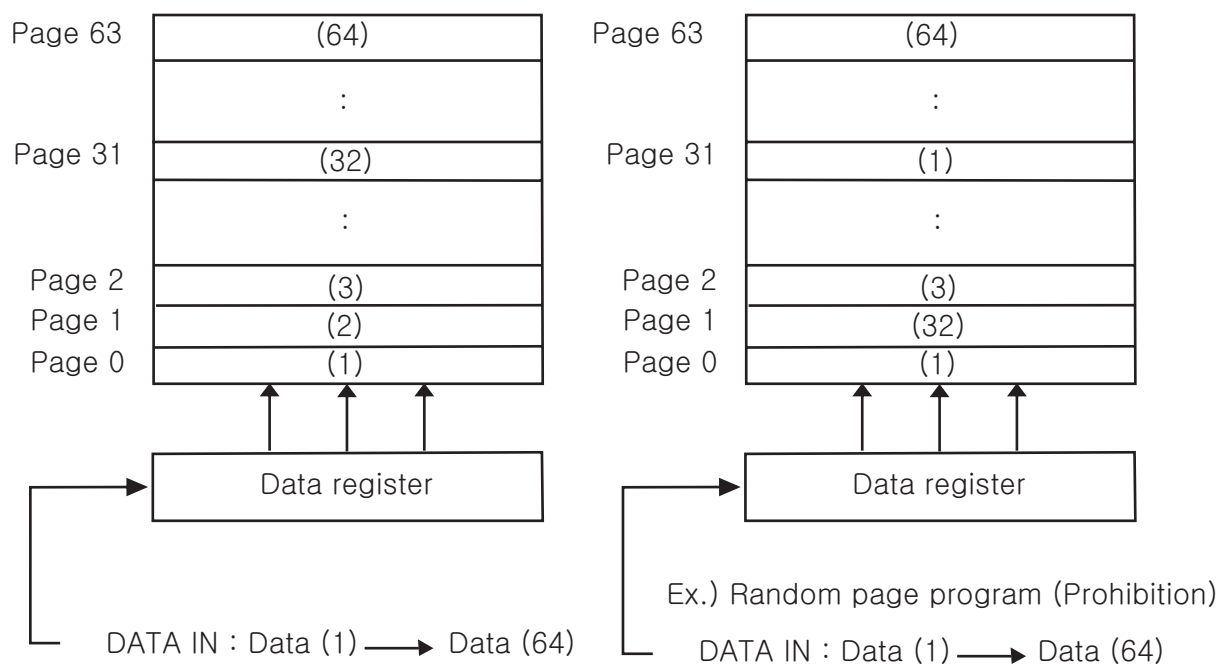 Page 63
(64)
:
Page 31
(32)
:
Page 2
(3)
Page 1
(2)
Page 0
(1)
Data register
DATA IN : Data (1) → Data (64)
Page 63
(64)
:
Page 31
(1)
:
Page 2
(3)
Page 1
(32)
Page 0
(1)
Data register
Ex.) Random page program (Prohibition)
DATA IN : Data (1) → Data (64)